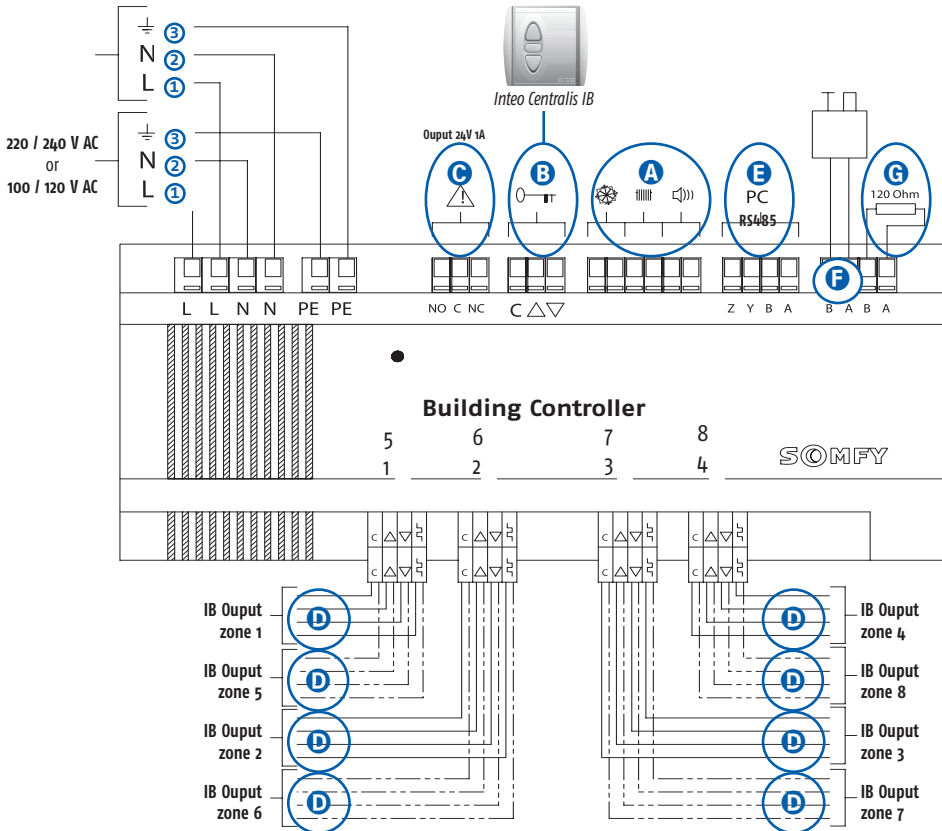 3
N 2
L 1
Inteo Centralis IB
220 / 240 V AC
or
100 / 120 V AC
3
N 2
L 1
Ouput 24V 1A
C
B
A
E
PC
RS485
G
120 Ohm
F
L L N N PE PE
NO C NC
C
Z Y B A
B A B A
Building Controller
5 6 7 8
1 2 3 4
SOMFY
C C C C
C C C C
IB Ouput
zone 1
D
D
IB Ouput
zone 4
IB Ouput
zone 5
D
D
IB Ouput
zone 8
IB Ouput
zone 2
D
D
IB Ouput
zone 3
IB Ouput
zone 6
D
D
IB Ouput
zone 7